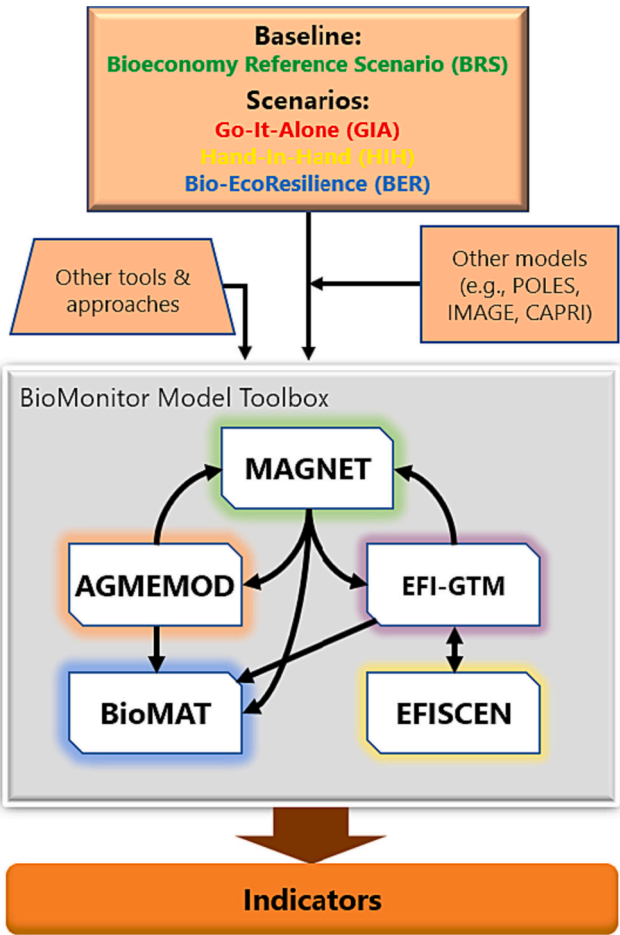 Baseline:
Bioeconomy Reference Scenario (BRS)
Scenarios:
Go-It-Alone (GIA)
Hand-In-Hand (HIH)
Bio-EcoResilience (BER)
Other tools &
approaches
Other models
(e.g., POLES,
IMAGE, CAPRI)
BioMonitor Model Toolbox
MAGNET
AGMEMOD
EFI-GTM
BioMAT
EFISCEN
Indicators